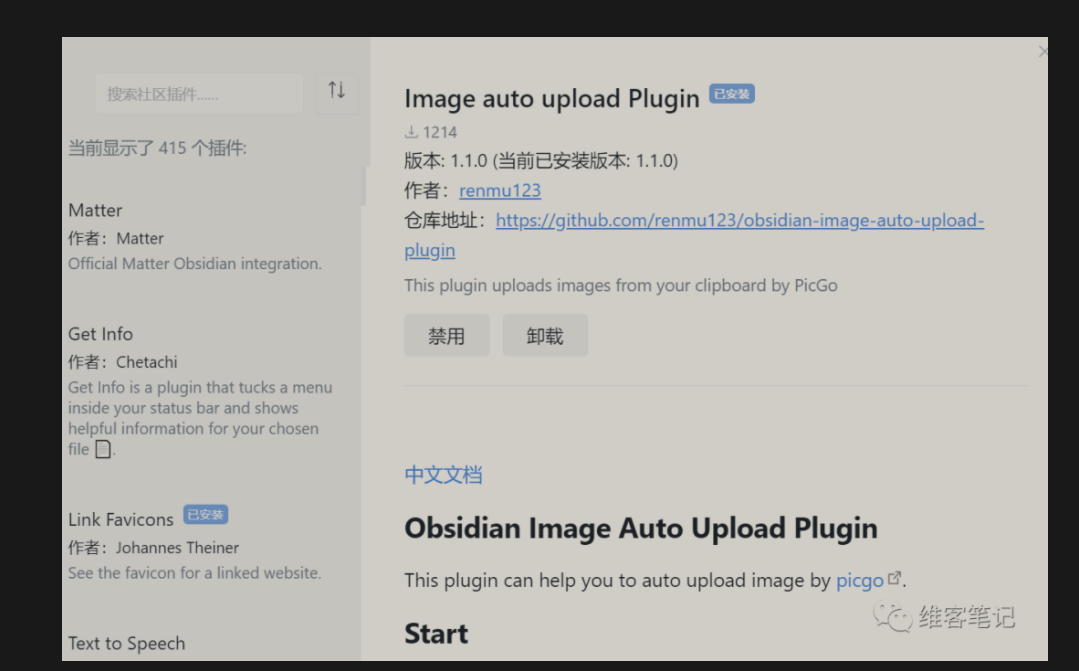 搜索社区插件......
当前显示了 415 个插件:
Matter
作者：Matter
Official Matter Obsidian integration.
Get Info
作者：Chetachi
Get Info is a plugin that tucks a menu
inside your status bar and shows
helpful information for your chosen
file 📄.
Link Favicons 已安装
作者：Johannes Theiner
See the favicon for a linked website.
Text to Speech
Image auto upload Plugin 已安装
1214
版本: 1.1.0 (当前已安装版本: 1.1.0)
作者：renmu123
仓库地址：https://github.com/renmu123/obsidian-image-auto-upload-
plugin
This plugin uploads images from your clipboard by PicGo
禁用 卸载
中文文档
Obsidian Image Auto Upload Plugin
This plugin can help you to auto upload image by picgo.
Start
维客笔记